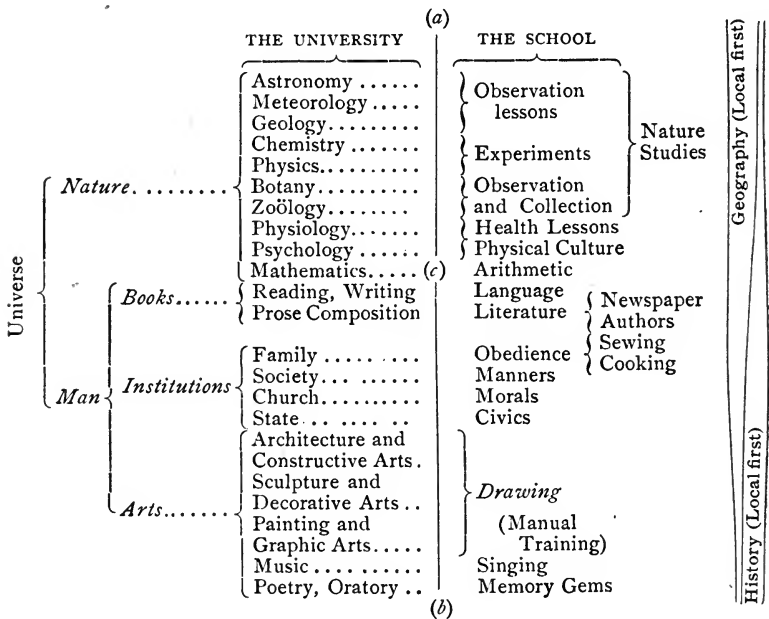 (a)
THE UNIVERSITY THE SCHOOL
Astronomy ...... Observation
Meteorology ..... lessons
Geology.........
Chemistry ...... Experiments Nature
Physics.......... Studies
Nature. ........ Botany .......... Observation
Zoölogy ........ and Collection
Physiology....... Health Lessons
Psychology ...... Physical Culture
Mathematics..... (c) Arithmetic
Universe
Books...... Reading, Writing Language Newspaper
Prose Composition Literature Authors
Sewing
Family .......... Obedience Cooking
Man Institutions Society... ...... Manners
Church.......... Morals
State... ...... .. Civics
Architecture and
Constructive Arts .
Sculpture and
Arts....... Decorative Arts .. Drawing
Painting and (Manual
Graphic Arts..... Training)
Music .......... Singing
Poetry, Oratory .. Memory Gems
(b)
Geography (Local first)
History (Local first)